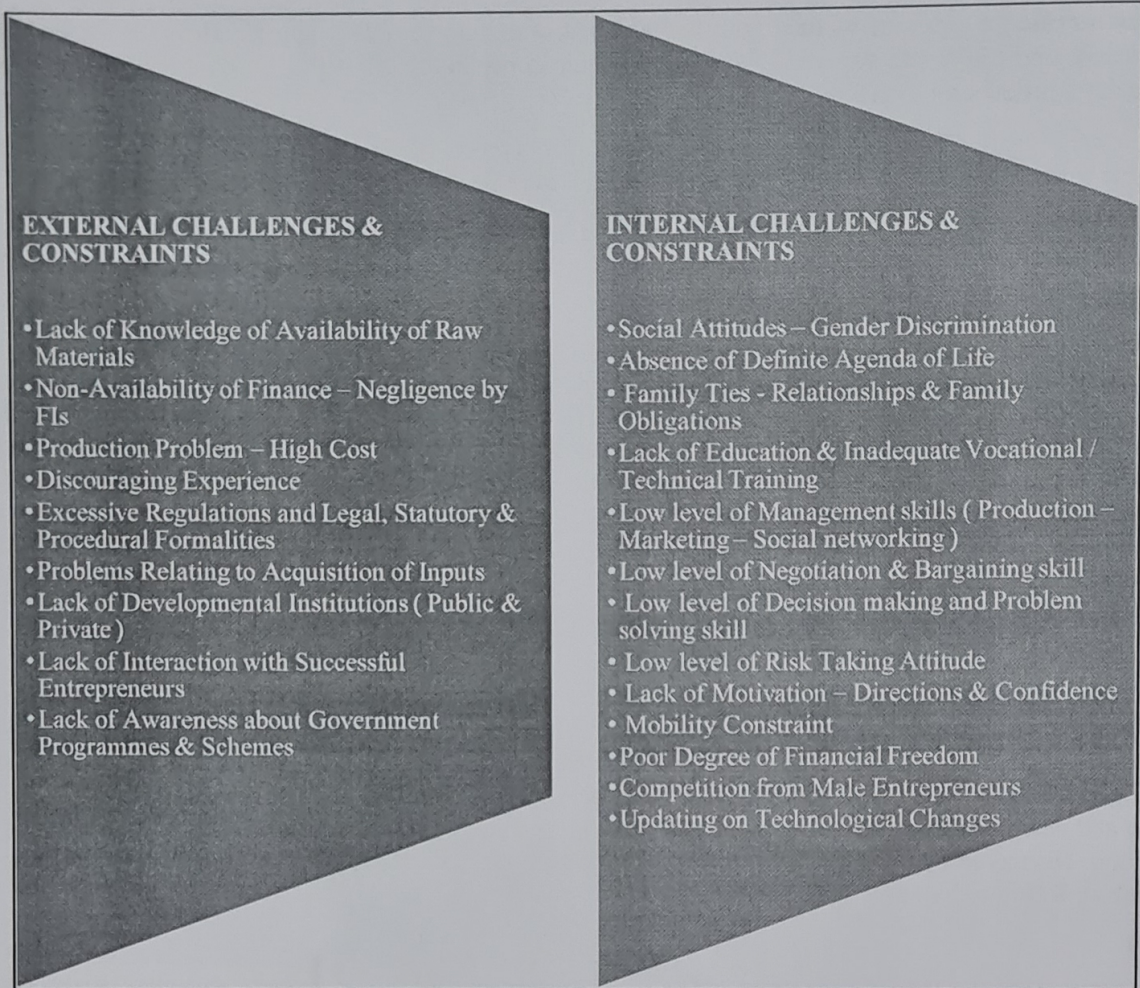 EXTERNAL CHALLENGES &
CONSTRAINTS
•Lack of Knowledge of Availability of Raw
Materials
•Non-Availability of Finance – Negligence by
FIs
•Production Problem – High Cost
•Discouraging Experience
•Excessive Regulations and Legal, Statutory &
Procedural Formalities
•Problems Relating to Acquisition of Inputs
•Lack of Developmental Institutions ( Public &
Private )
•Lack of Interaction with Successful
Entrepreneurs
•Lack of Awareness about Government
Programmes & Schemes
INTERNAL CHALLENGES &
CONSTRAINTS
•Social Attitudes – Gender Discrimination
•Absence of Definite Agenda of Life
• Family Ties - Relationships & Family
Obligations
•Lack of Education & Inadequate Vocational /
Technical Training
•Low level of Management skills ( Production –
Marketing – Social networking )
•Low level of Negotiation & Bargaining skill
• Low level of Decision making and Problem
solving skill
• Low level of Risk Taking Attitude
• Lack of Motivation – Directions & Confidence
• Mobility Constraint
•Poor Degree of Financial Freedom
•Competition from Male Entrepreneurs
•Updating on Technological Changes